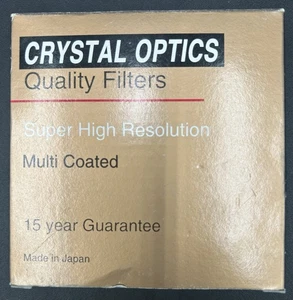 CRYSTAL OPTICS
Quality Filters
Super High Resolution
Multi Coated
15 year Guarantee
Made in Japan